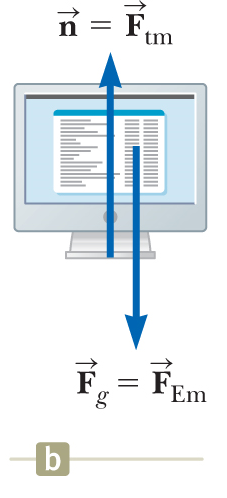 n⃗ = F⃗tm
F⃗g = F⃗Em
b